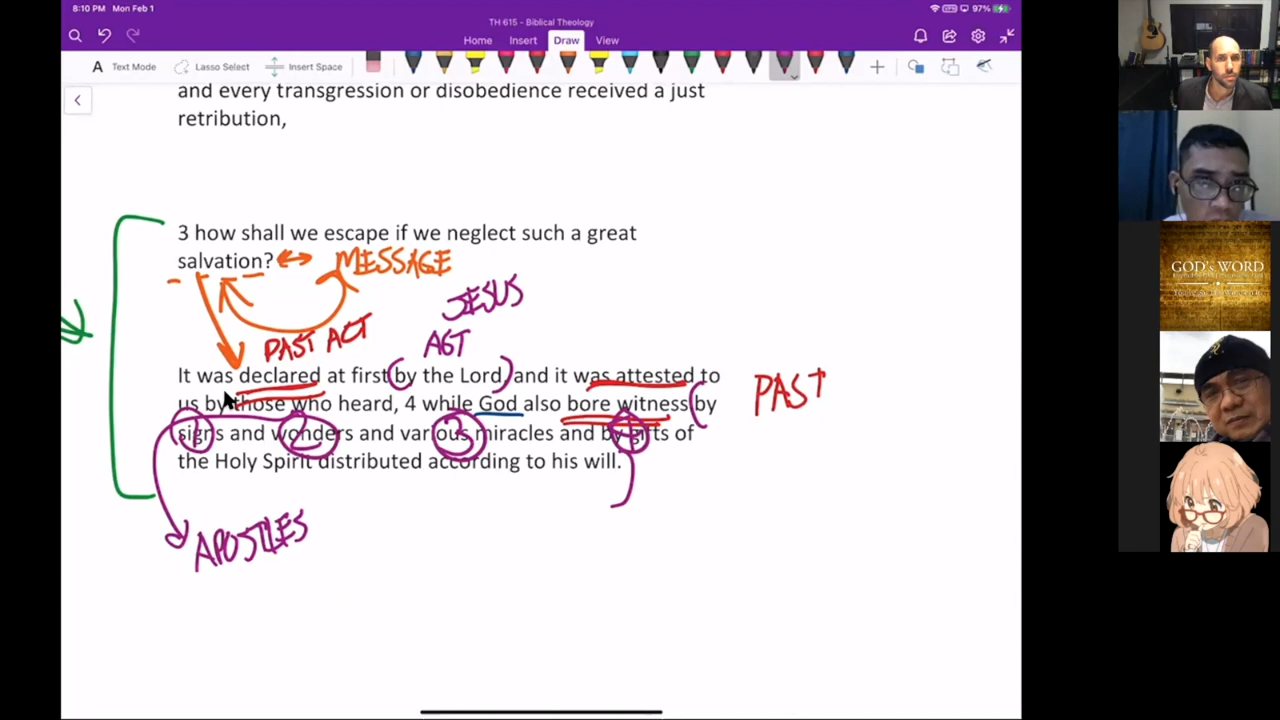 8:10 PM Mon Feb 1
97%
TH 615 - Biblical Theology
Home Insert Draw View
Text Mode Lasso Select Insert Space
and every transgression or disobedience received a just
retribution,
3 how shall we escape if we neglect such a great
salvation? MESSAGE
JESUS
PAST ACT AGT
It was declared at first by the Lord, and it was attested to
us by those who heard, 4 while God also bore witness by
PAST
signs and wonders and various miracles and by gifts of
1 2 3 4
the Holy Spirit distributed according to his will.
APOSTLES
GOD's WORD